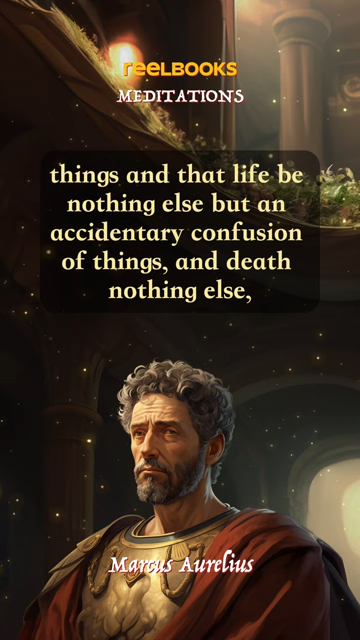 reelBOOKS
MEDITATIONS
things and that life be
nothing else but an
accidentary confusion
of things, and death
nothing else,
Marcus Aurelius